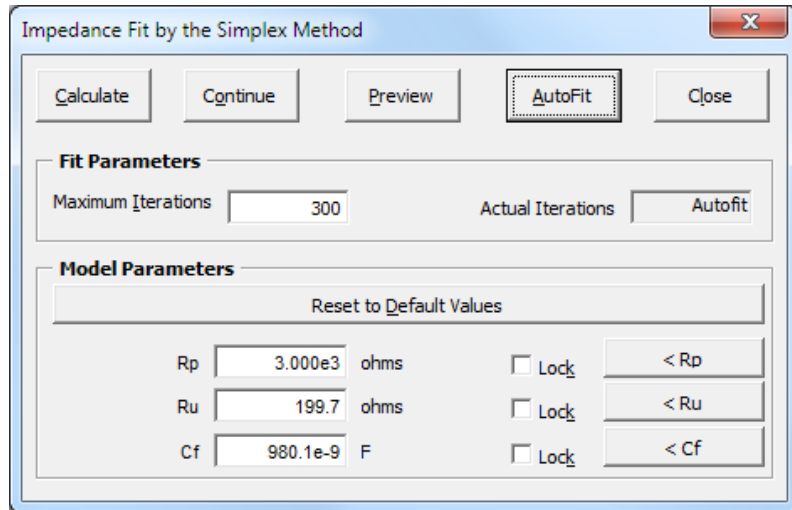 Impedance Fit by the Simplex Method
Calculate Continue Preview AutoFit Close
Fit Parameters
Maximum Iterations 300 Actual Iterations Autofit
Model Parameters
Reset to Default Values
Rp 3.000e3 ohms Lock < Rp
Ru 199.7 ohms Lock < Ru
Cf 980.1e-9 F Lock < Cf